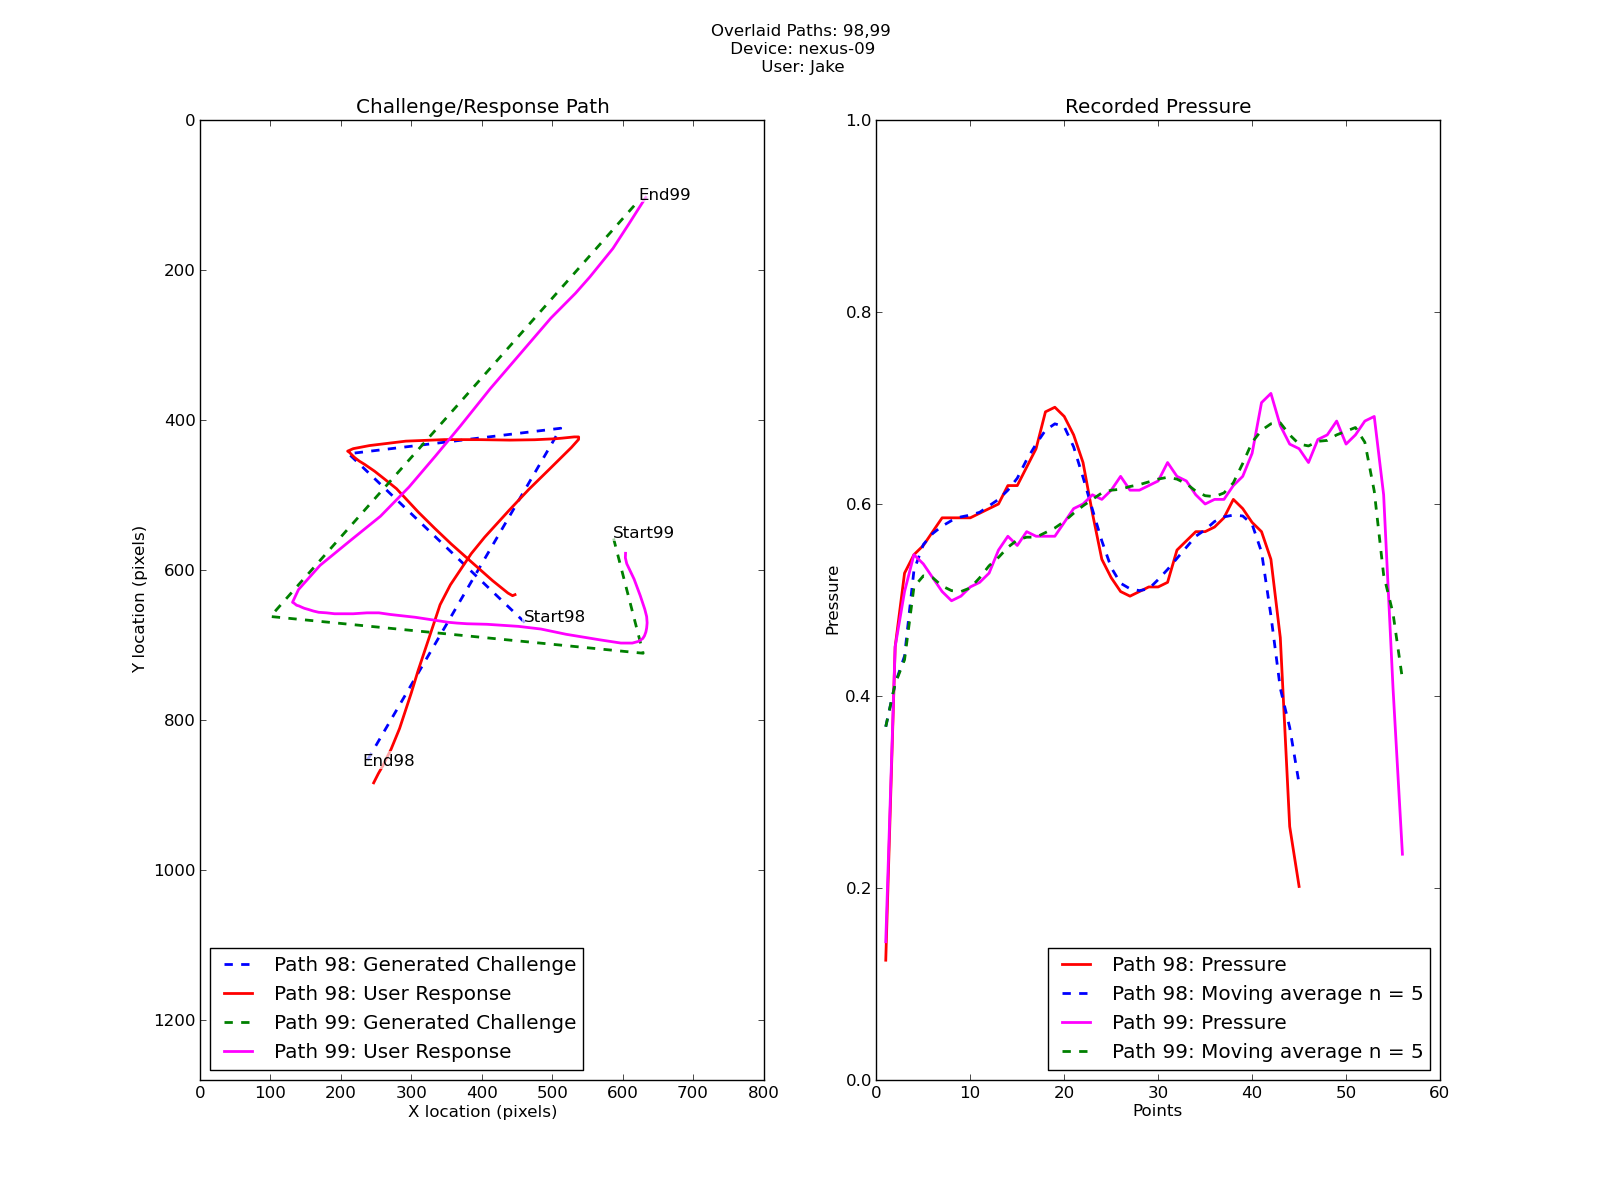 Overlaid Paths: 98,99
Device: nexus-09
User: Jake
Challenge/Response Path
0
200
400
600
800
1000
1200
Y location (pixels)
End99
Start99
Start98
End98
Path 98: Generated Challenge
Path 98: User Response
Path 99: Generated Challenge
Path 99: User Response
0 100 200 300 400 500 600 700 800
X location (pixels)
Recorded Pressure
1.0
0.8
0.6
0.4
0.2
0.0
Pressure
Path 98: Pressure
Path 98: Moving average n = 5
Path 99: Pressure
Path 99: Moving average n = 5
0 10 20 30 40 50 60
Points